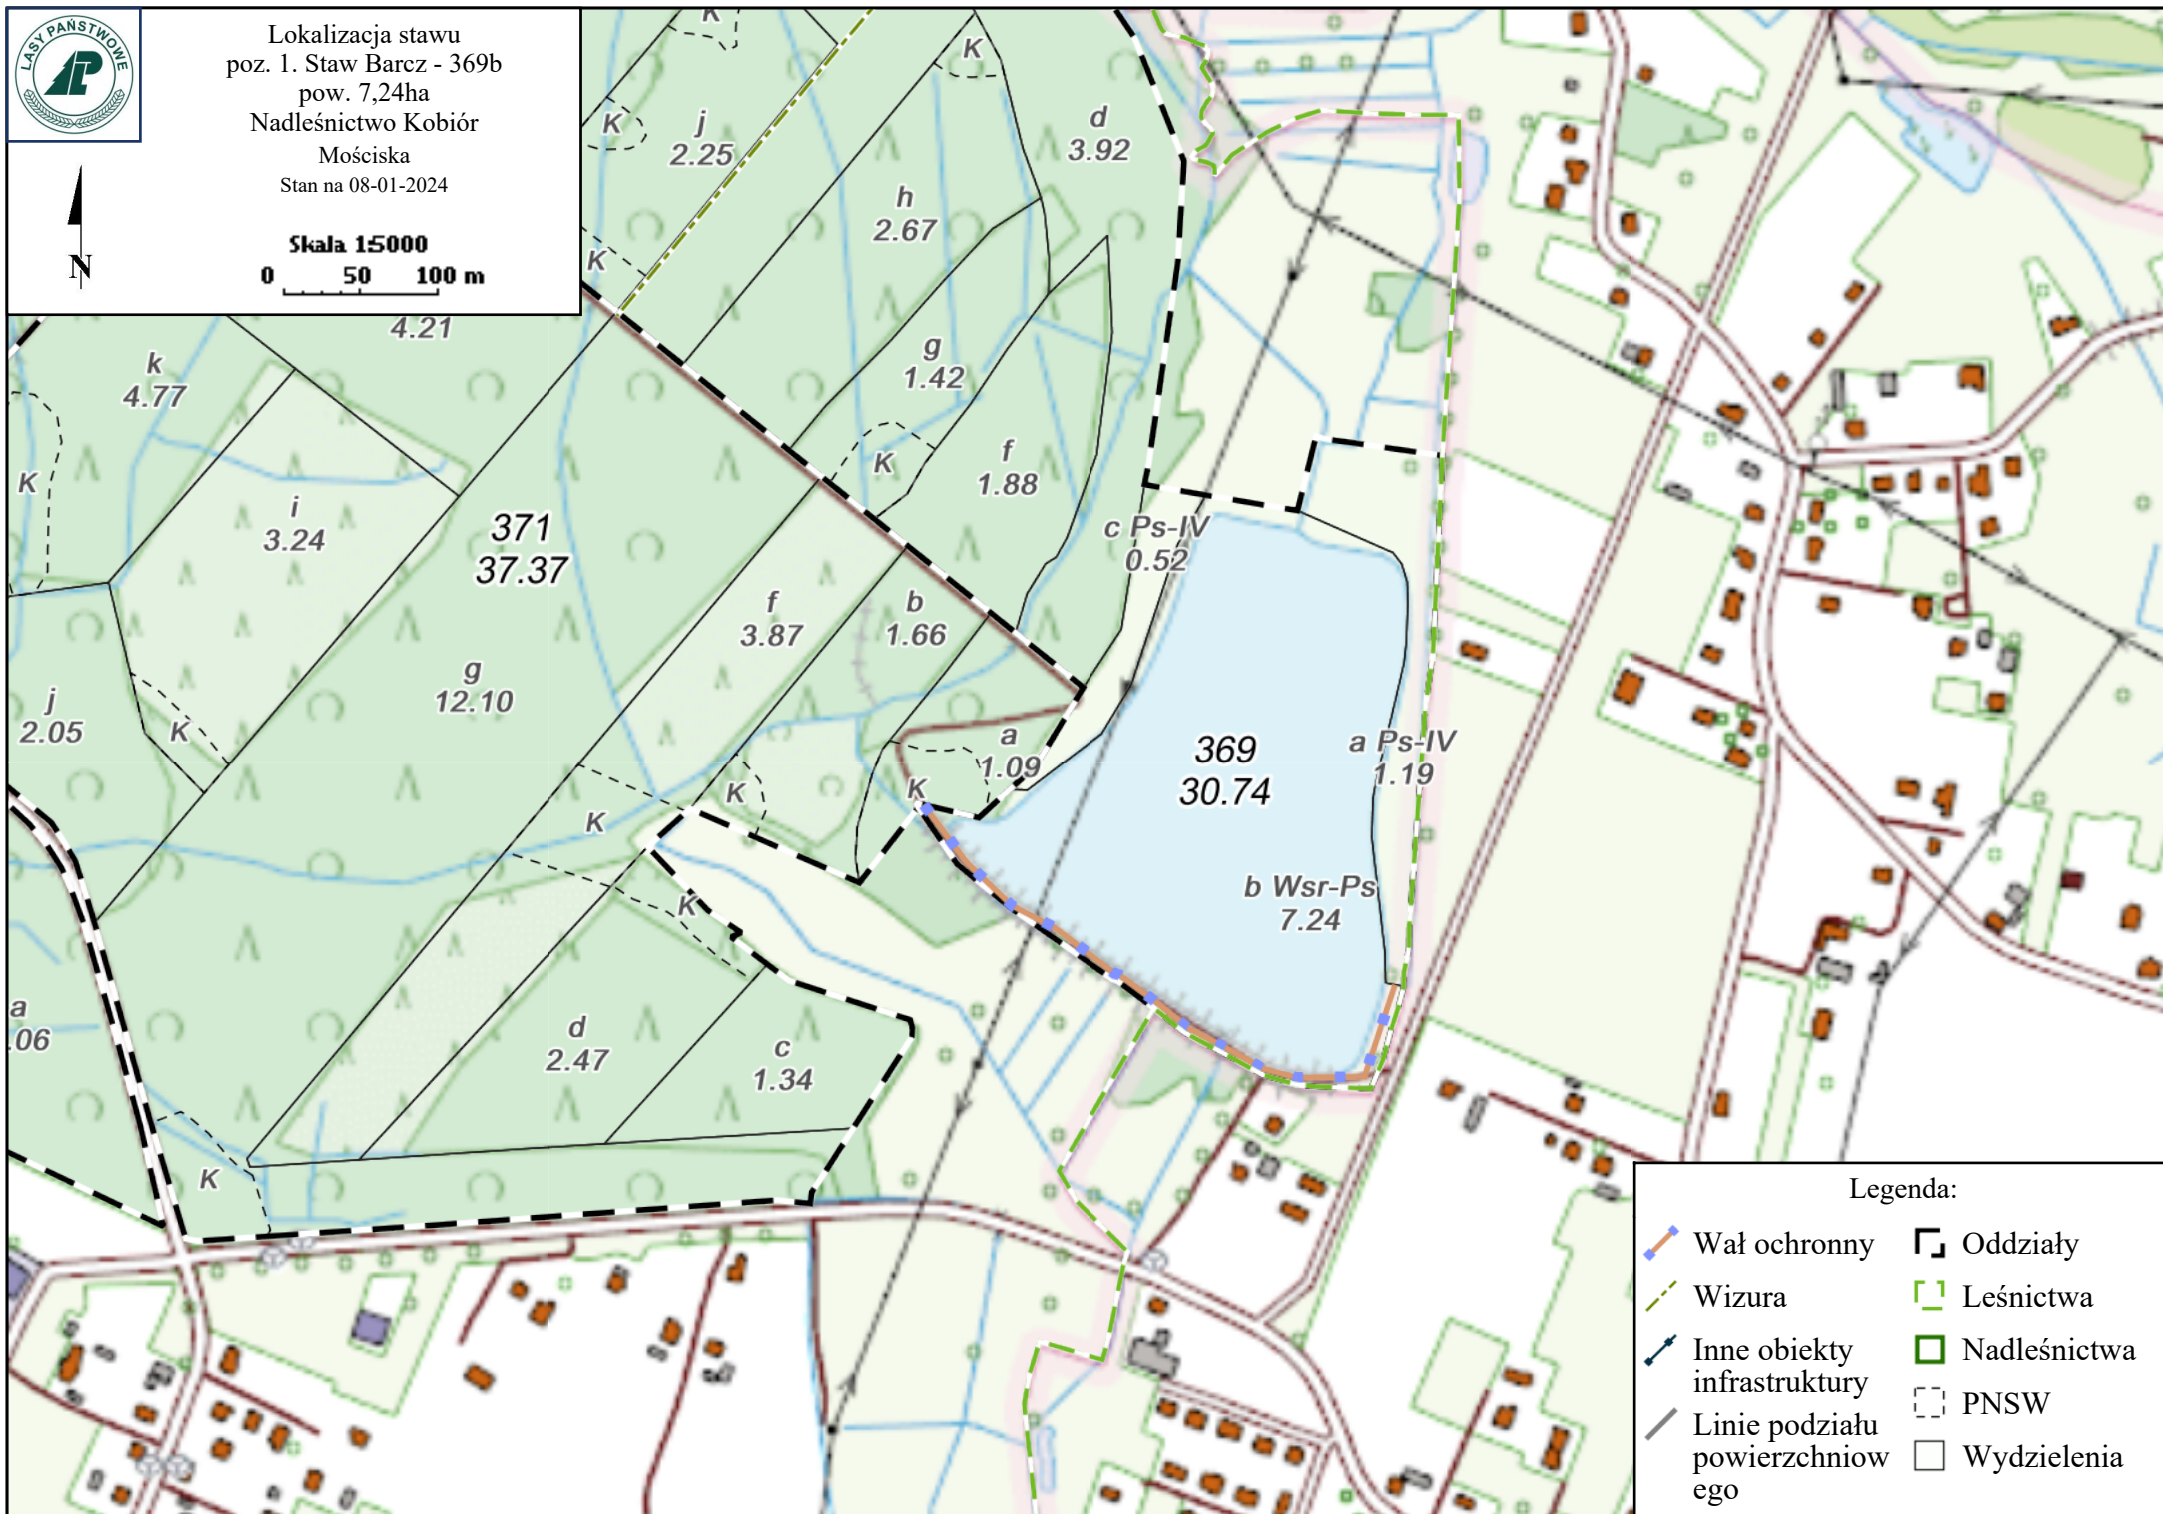 LASY PAŃSTWOWE
Lokalizacja stawu
poz. 1. Staw Barcz - 369b
pow. 7,24ha
Nadleśnictwo Kobiór
Mościska
Stan na 08-01-2024
N
Skala 1:5000
0 50 100 m
K
K
K
K
j
2.25
d
3.92
h
2.67
4.21
k
4.77
g
1.42
K
K
f
1.88
i
3.24
371
37.37
c Ps-IV
0.52
f
3.87
b
1.66
g
12.10
j
2.05
K
a
1.09
369
30.74
a Ps-IV
1.19
K
K
K
b Wsr-Ps
7.24
K
a
.06
d
2.47
c
1.34
K
Legenda:
Wał ochronny
Wizura
Inne obiekty
infrastruktury
Linie podziału
powierzchniow
ego
Oddziały
Leśnictwa
Nadleśnictwa
PNSW
Wydzielenia